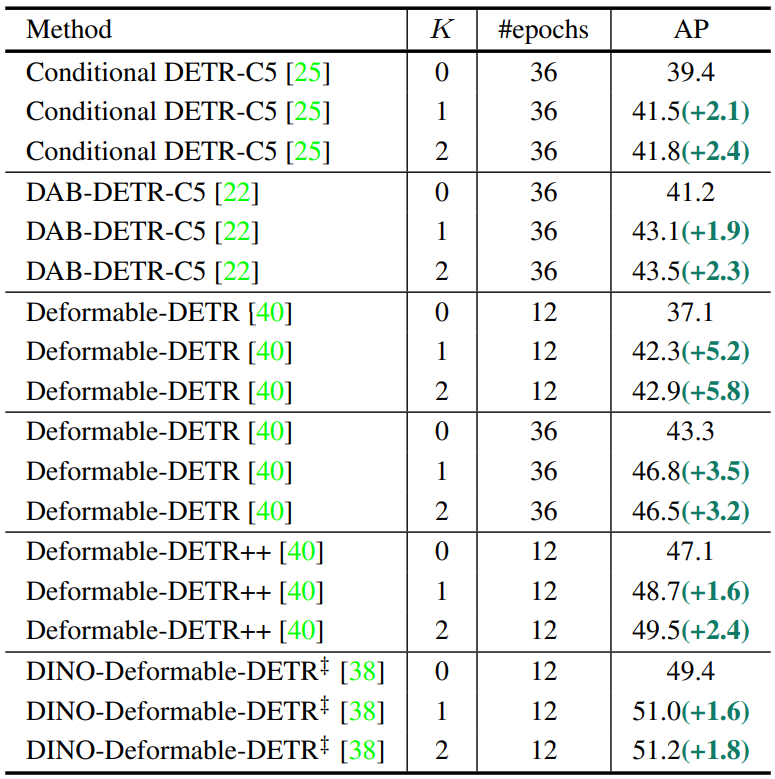 Method K #epochs AP
Conditional DETR-C5 [25] 0 36 39.4
Conditional DETR-C5 [25] 1 36 41.5(+2.1)
Conditional DETR-C5 [25] 2 36 41.8(+2.4)
DAB-DETR-C5 [22] 0 36 41.2
DAB-DETR-C5 [22] 1 36 43.1(+1.9)
DAB-DETR-C5 [22] 2 36 43.5(+2.3)
Deformable-DETR [40] 0 12 37.1
Deformable-DETR [40] 1 12 42.3(+5.2)
Deformable-DETR [40] 2 12 42.9(+5.8)
Deformable-DETR [40] 0 36 43.3
Deformable-DETR [40] 1 36 46.8(+3.5)
Deformable-DETR [40] 2 36 46.5(+3.2)
Deformable-DETR++ [40] 0 12 47.1
Deformable-DETR++ [40] 1 12 48.7(+1.6)
Deformable-DETR++ [40] 2 12 49.5(+2.4)
DINO-Deformable-DETR‡ [38] 0 12 49.4
DINO-Deformable-DETR‡ [38] 1 12 51.0(+1.6)
DINO-Deformable-DETR‡ [38] 2 12 51.2(+1.8)